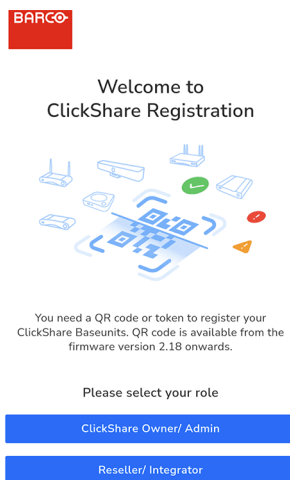 BARCO
Welcome to
ClickShare Registration
You need a QR code or token to register your
ClickShare Baseunits. QR code is available from the
firmware version 2.18 onwards.
Please select your role
ClickShare Owner/ Admin
Reseller/ Integrator